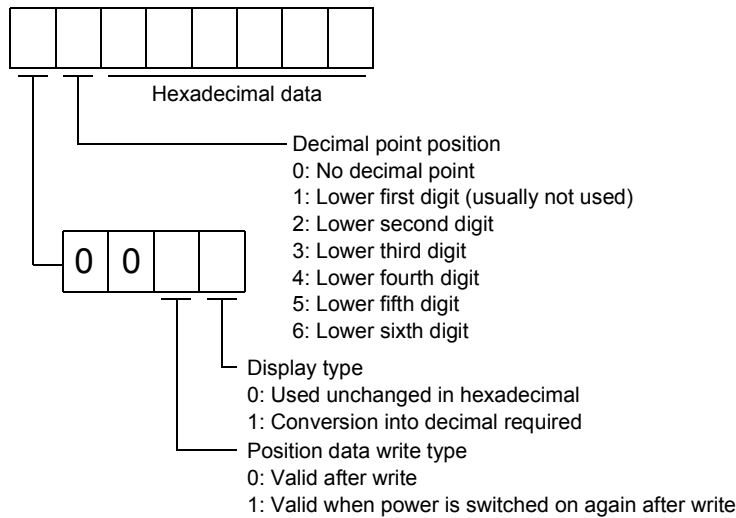 Hexadecimal data
Decimal point position
0: No decimal point
1: Lower first digit (usually not used)
2: Lower second digit
0 0
3: Lower third digit
4: Lower fourth digit
5: Lower fifth digit
6: Lower sixth digit
Display type
0: Used unchanged in hexadecimal
1: Conversion into decimal required
Position data write type
0: Valid after write
1: Valid when power is switched on again after write